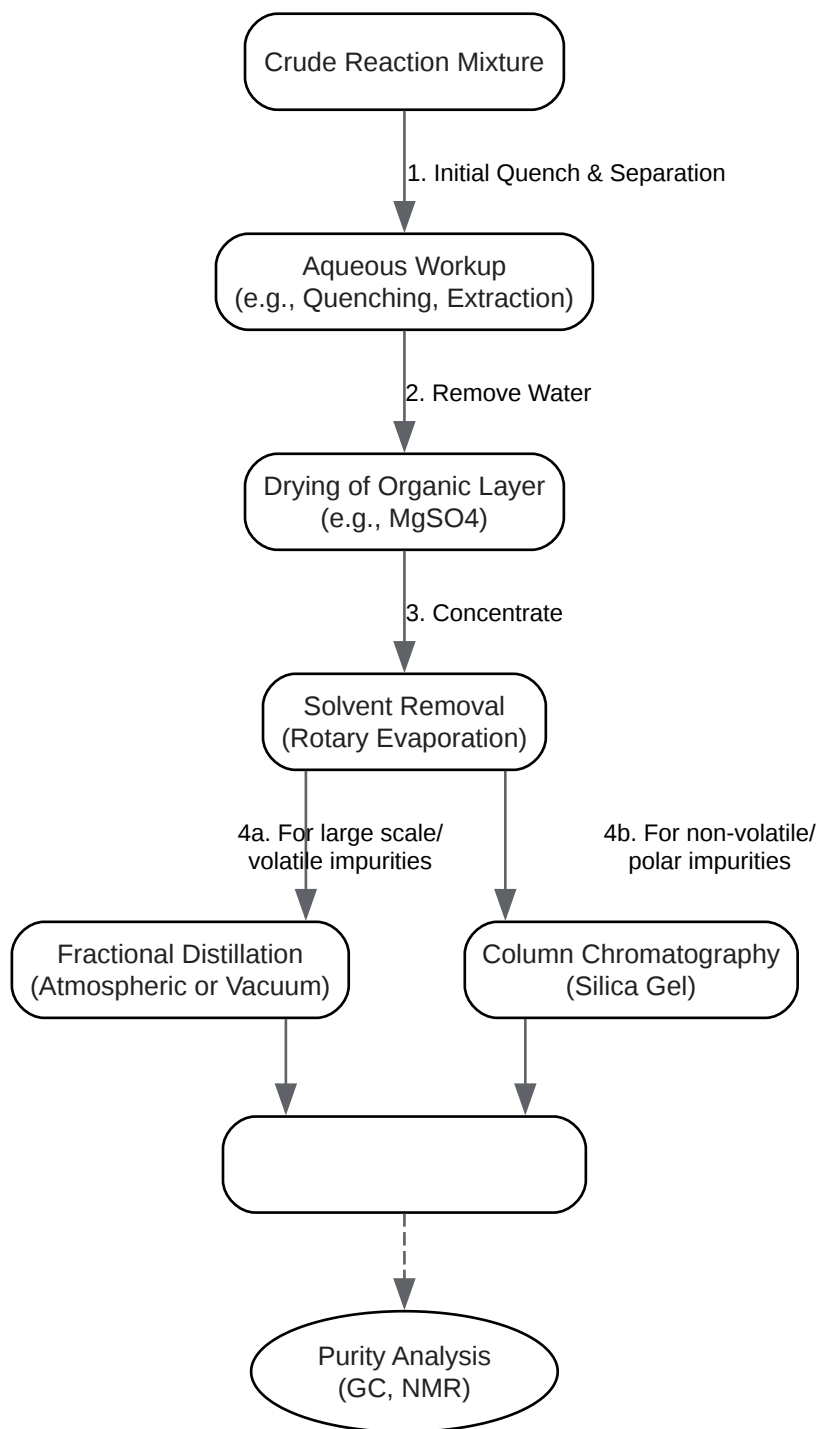 Crude Reaction Mixture
1. Initial Quench & Separation
Aqueous Workup
(e.g., Quenching, Extraction)
2. Remove Water
Drying of Organic Layer
(e.g., MgSO4)
3. Concentrate
Solvent Removal
(Rotary Evaporation)
4a. For large scale/
volatile impurities
4b. For non-volatile/
polar impurities
Fractional Distillation
(Atmospheric or Vacuum)
Column Chromatography
(Silica Gel)
Purity Analysis
(GC, NMR)